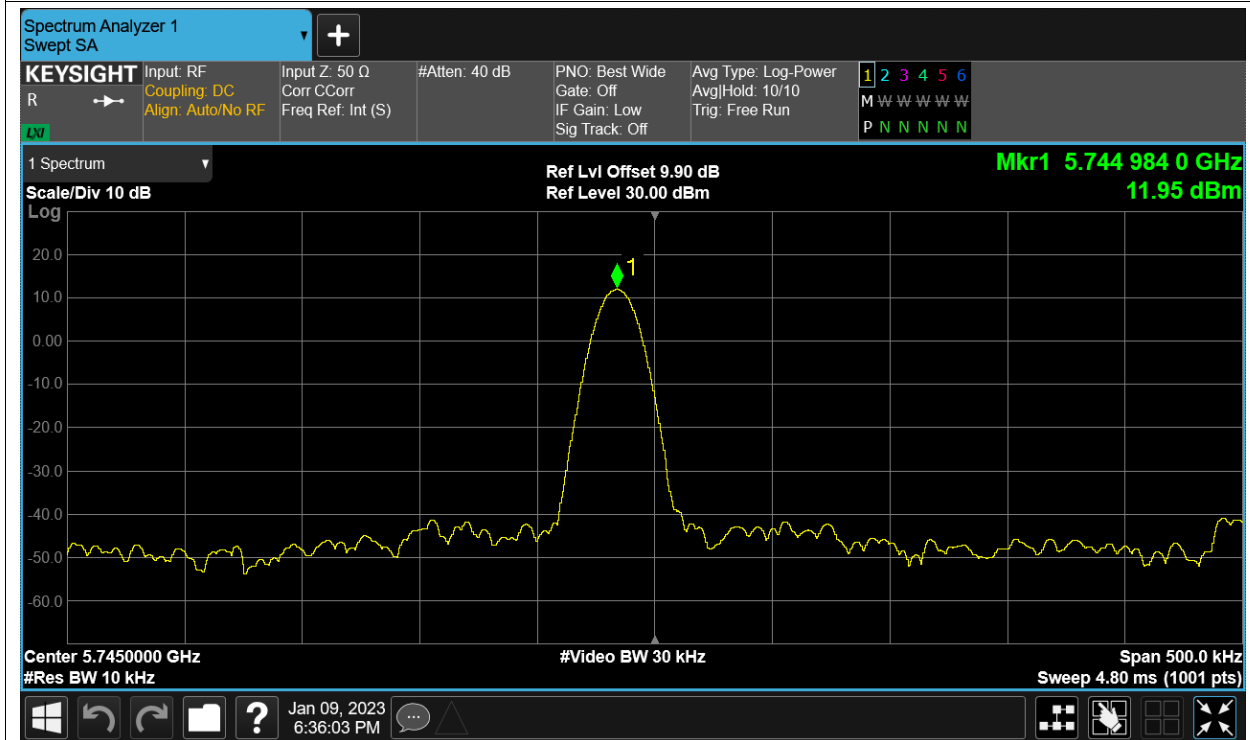 Spectrum Analyzer 1
Swept SA
KEYSIGHT
R
LXI
Input: RF
Coupling: DC
Align: Auto/No RF
Input Z: 50 Ω
Corr CCorr
Freq Ref: Int (S)
#Atten: 40 dB
PNO: Best Wide
Gate: Off
IF Gain: Low
Sig Track: Off
Avg Type: Log-Power
Avg|Hold: 10/10
Trig: Free Run
1 2 3 4 5 6
M W W W W W
P N N N N N
1 Spectrum
Scale/Div 10 dB
Log
Ref Lvl Offset 9.90 dB
Ref Level 30.00 dBm
Mkr1 5.744 984 0 GHz
11.95 dBm
1
20.0
10.0
0.00
-10.0
-20.0
-30.0
-40.0
-50.0
-60.0
Center 5.7450000 GHz
#Res BW 10 kHz
#Video BW 30 kHz
Span 500.0 kHz
Sweep 4.80 ms (1001 pts)
?
Jan 09, 2023
6:36:03 PM